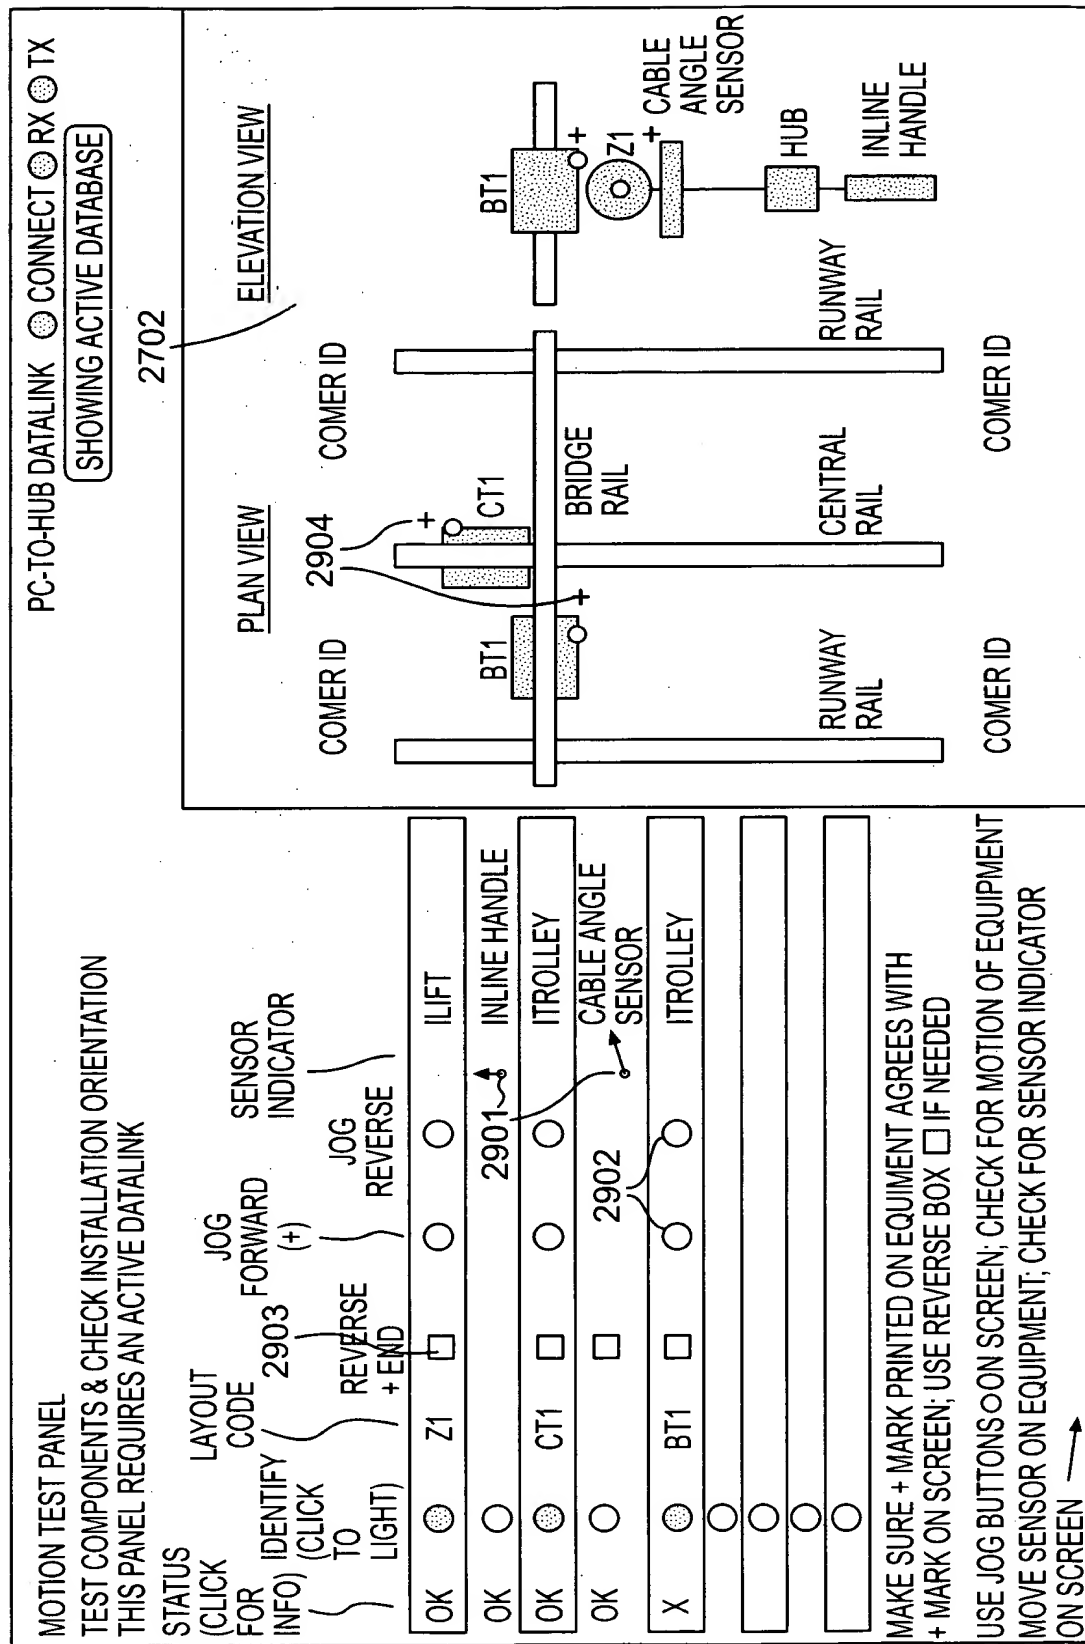 MOTION TEST PANEL
TEST COMPONENTS & CHECK INSTALLATION ORIENTATION
THIS PANEL REQUIRES AN ACTIVE DATALINK
PC-TO-HUB DATALINK CONNECT RX TX
SHOWING ACTIVE DATABASE
STATUS
(CLICK
FOR
INFO)
IDENTIFY
(CLICK
TO
LIGHT)
LAYOUT
CODE
2903
REVERSE
+ END
JOG
FORWARD
(+)
JOG
REVERSE
SENSOR
INDICATOR
OK Z1 ILIFT
OK 2901 INLINE HANDLE
OK CT1 ITROLLEY
OK CABLE ANGLE
SENSOR
2902
X BT1 ITROLLEY
MAKE SURE + MARK PRINTED ON EQUIMENT AGREES WITH
+ MARK ON SCREEN; USE REVERSE BOX □ IF NEEDED
USE JOG BUTTONS○ON SCREEN; CHECK FOR MOTION OF EQUIPMENT
MOVE SENSOR ON EQUIPMENT; CHECK FOR SENSOR INDICATOR
ON SCREEN →
2702
PLAN VIEW
ELEVATION VIEW
COMER ID
COMER ID
2904
BT1
+
CT1
+
BRIDGE
RAIL
RUNWAY
RAIL
CENTRAL
RAIL
RUNWAY
RAIL
COMER ID
COMER ID
BT1
+
Z1
+
CABLE
ANGLE
SENSOR
HUB
INLINE
HANDLE